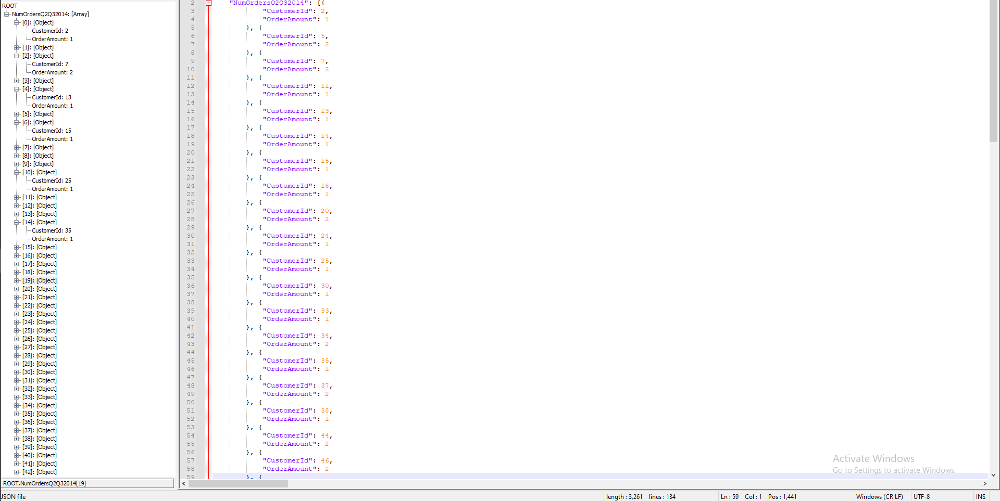 ROOT
NumOrdersQ2Q32014: [Array]
[0]: [Object]
CustomerId: 2
OrderAmount: 1
[1]: [Object]
[2]: [Object]
CustomerId: 7
OrderAmount: 2
[3]: [Object]
[4]: [Object]
CustomerId: 13
OrderAmount: 1
[5]: [Object]
[6]: [Object]
CustomerId: 15
OrderAmount: 1
[7]: [Object]
[8]: [Object]
[9]: [Object]
[10]: [Object]
CustomerId: 25
OrderAmount: 1
[11]: [Object]
[12]: [Object]
[13]: [Object]
[14]: [Object]
CustomerId: 35
OrderAmount: 1
[15]: [Object]
[16]: [Object]
[17]: [Object]
[18]: [Object]
[19]: [Object]
[20]: [Object]
[21]: [Object]
[22]: [Object]
[23]: [Object]
[24]: [Object]
[25]: [Object]
[26]: [Object]
[27]: [Object]
[28]: [Object]
[29]: [Object]
[30]: [Object]
[31]: [Object]
[32]: [Object]
[33]: [Object]
[34]: [Object]
[35]: [Object]
[36]: [Object]
[37]: [Object]
[38]: [Object]
[39]: [Object]
[40]: [Object]
[41]: [Object]
[42]: [Object]
ROOT.NumOrdersQ2Q32014[19]
2 "NumOrdersQ2Q32014": [{
3 "CustomerId": 2,
4 "OrderAmount": 1
5 }, {
6 "CustomerId": 5,
7 "OrderAmount": 2
8 }, {
9 "CustomerId": 7,
10 "OrderAmount": 2
11 }, {
12 "CustomerId": 11,
13 "OrderAmount": 1
14 }, {
15 "CustomerId": 13,
16 "OrderAmount": 1
17 }, {
18 "CustomerId": 14,
19 "OrderAmount": 1
20 }, {
21 "CustomerId": 15,
22 "OrderAmount": 1
23 }, {
24 "CustomerId": 18,
25 "OrderAmount": 1
26 }, {
27 "CustomerId": 20,
28 "OrderAmount": 2
29 }, {
30 "CustomerId": 24,
31 "OrderAmount": 1
32 }, {
33 "CustomerId": 25,
34 "OrderAmount": 1
35 }, {
36 "CustomerId": 30,
37 "OrderAmount": 1
38 }, {
39 "CustomerId": 33,
40 "OrderAmount": 1
41 }, {
42 "CustomerId": 34,
43 "OrderAmount": 2
44 }, {
45 "CustomerId": 35,
46 "OrderAmount": 1
47 }, {
48 "CustomerId": 37,
49 "OrderAmount": 2
50 }, {
51 "CustomerId": 38,
52 "OrderAmount": 1
53 }, {
54 "CustomerId": 44,
55 "OrderAmount": 2
56 }, {
57 "CustomerId": 46,
58 "OrderAmount": 2
59 }, {
Activate Windows
Go to Settings to activate Windows.
JSON file length : 3,261 lines : 134 Ln : 59 Col : 1 Pos : 1,441 Windows (CR LF) UTF-8 INS